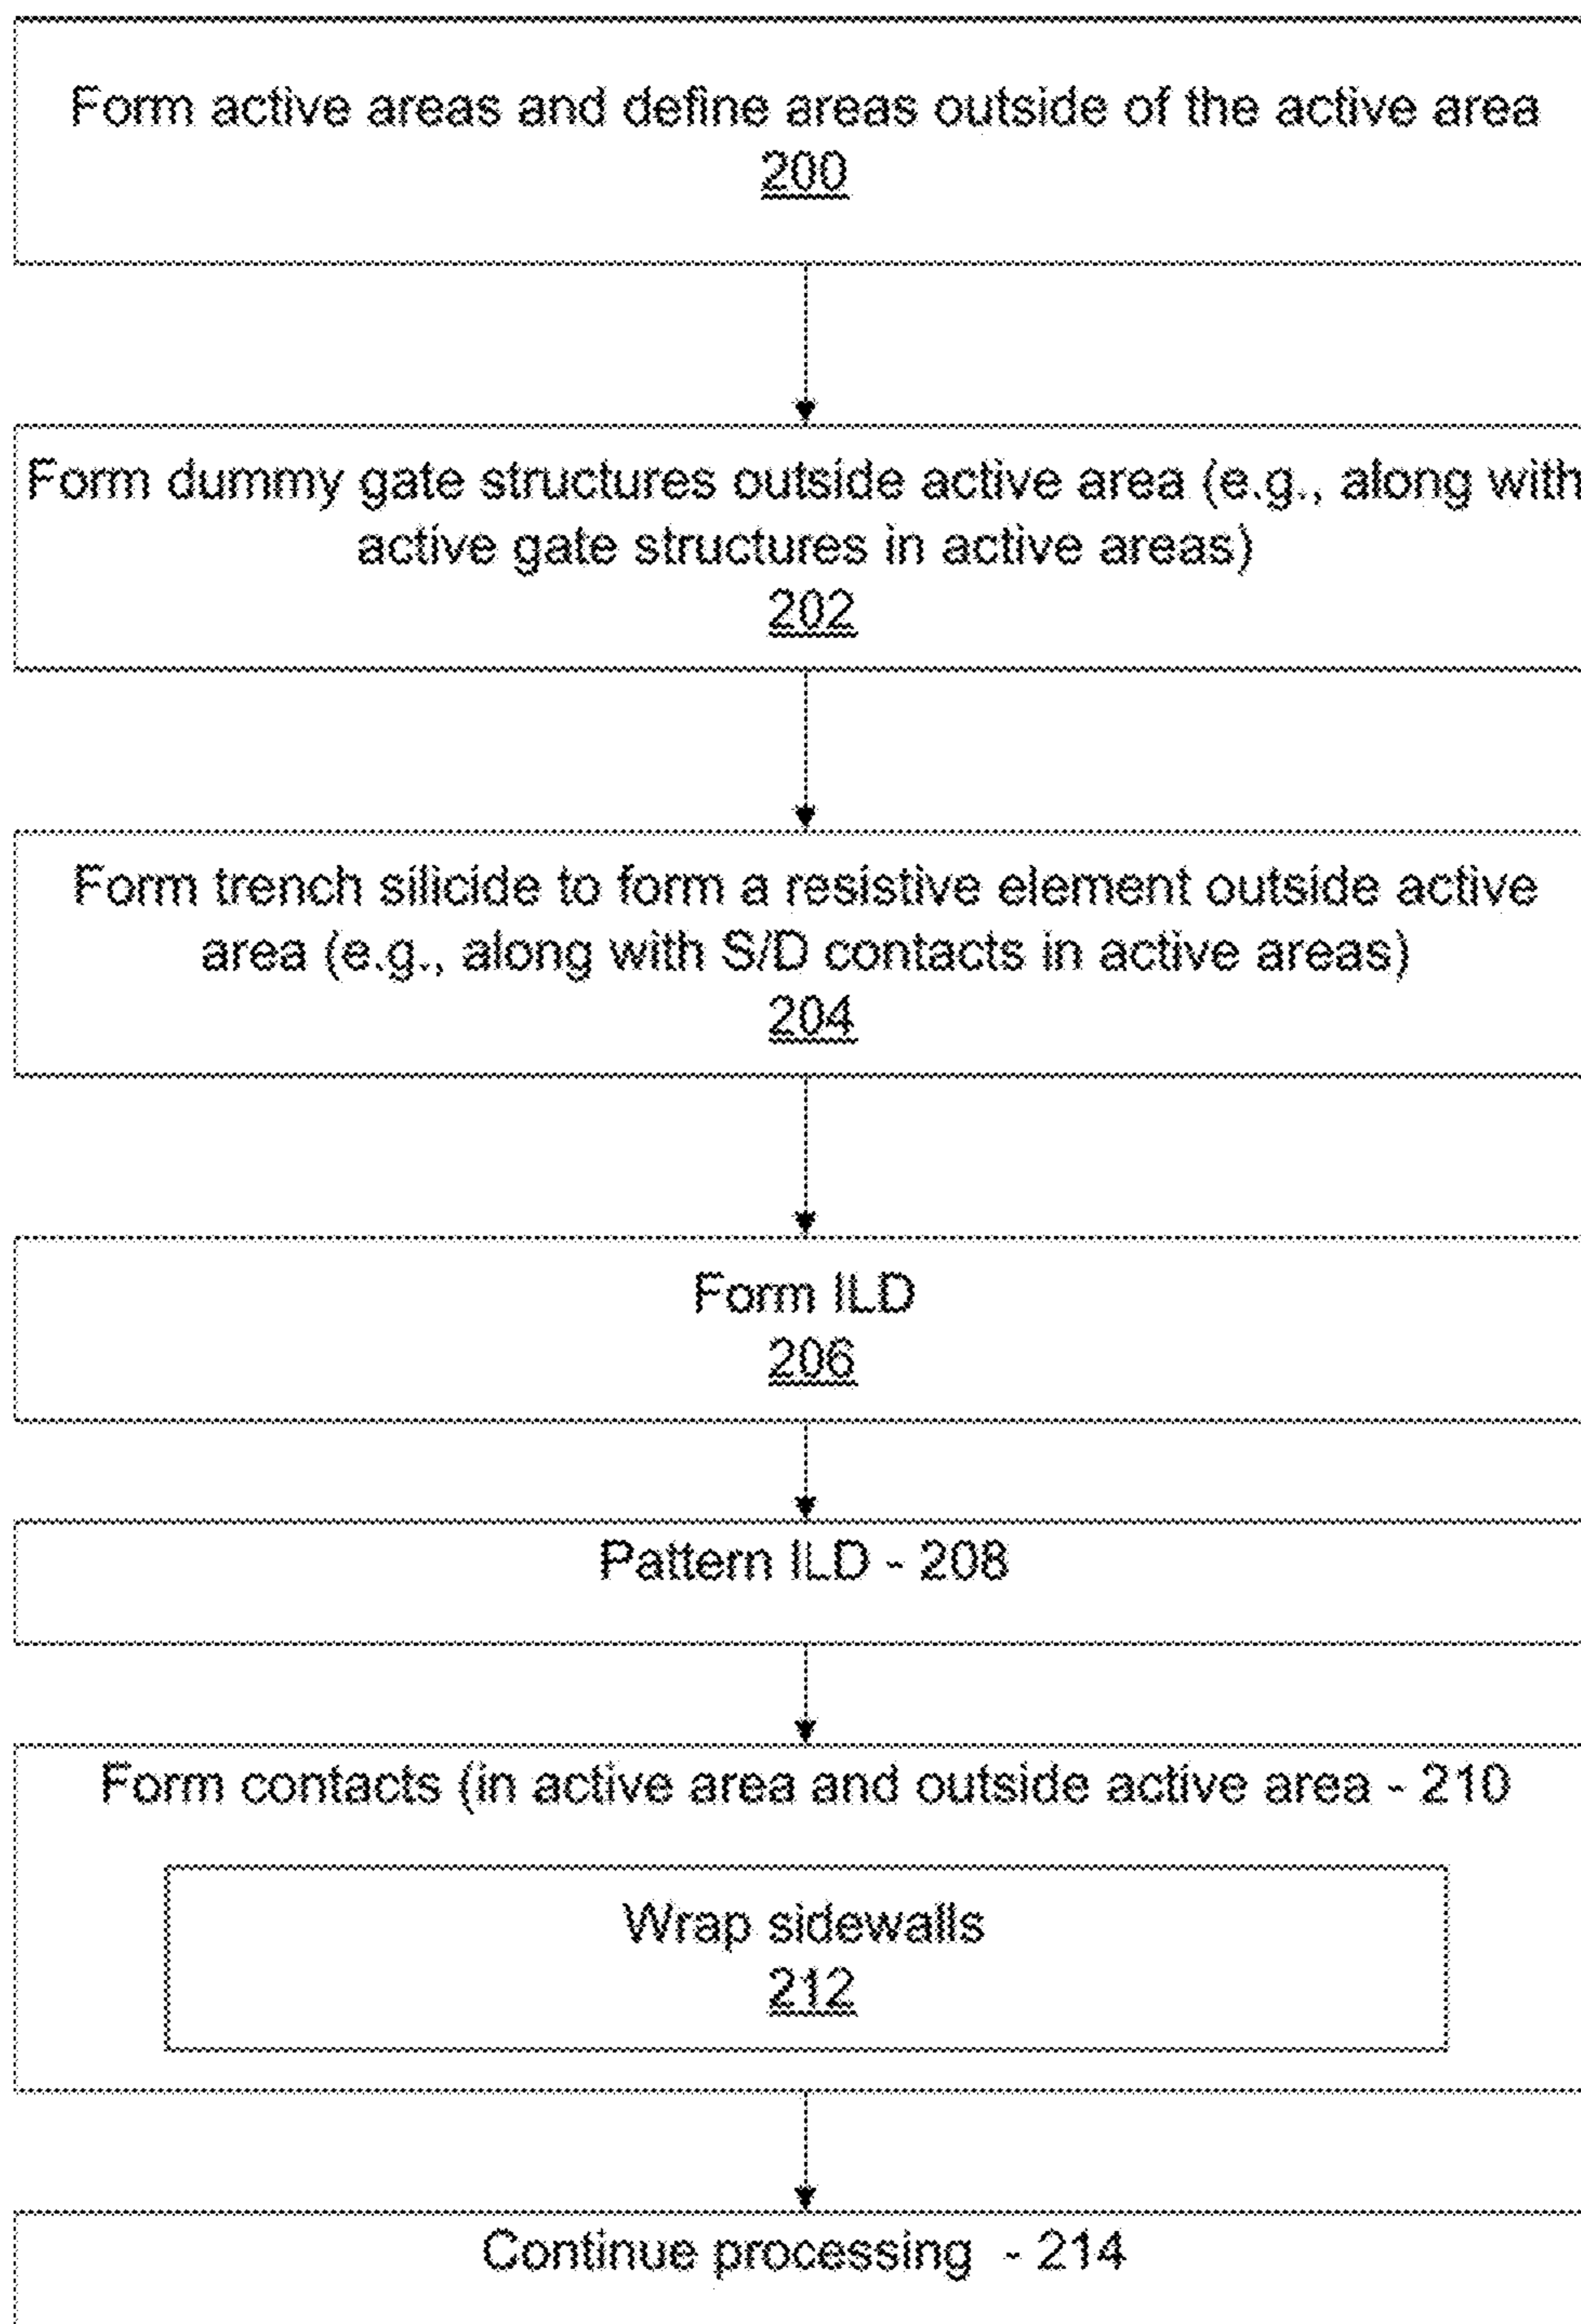 Form active areas and define areas outside of the active area
200
Form dummy gate structures outside active area (e.g., along with
active gate structures in active areas)
202
Form trench silicide to form a resistive element outside active
area (e.g., along with S/D contacts in active areas)
204
Form ILD
206
Pattern ILD - 208
Form contacts (in active area and outside active area - 210
Wrap sidewalls
212
Continue processing - 214